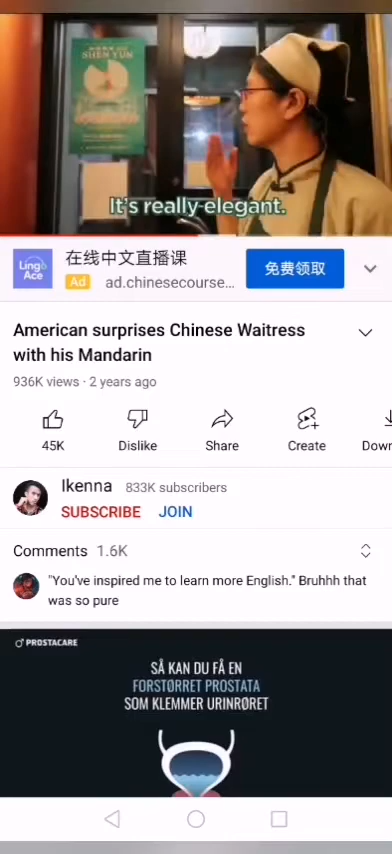 SHEN YUN
It's really elegant.
LingoAce
在线中文直播课
Ad
ad.chinesecourse...
免费领取
American surprises Chinese Waitress
with his Mandarin
936K views · 2 years ago
45K
Dislike
Share
Create
Down
Ikenna
833K subscribers
SUBSCRIBE
JOIN
Comments 1.6K
"You've inspired me to learn more English." Bruhhh that
was so pure
PROSTACARE
SÅ KAN DU FÅ EN
FORSTØRRET PROSTATA
SOM KLEMMER URINRØRET